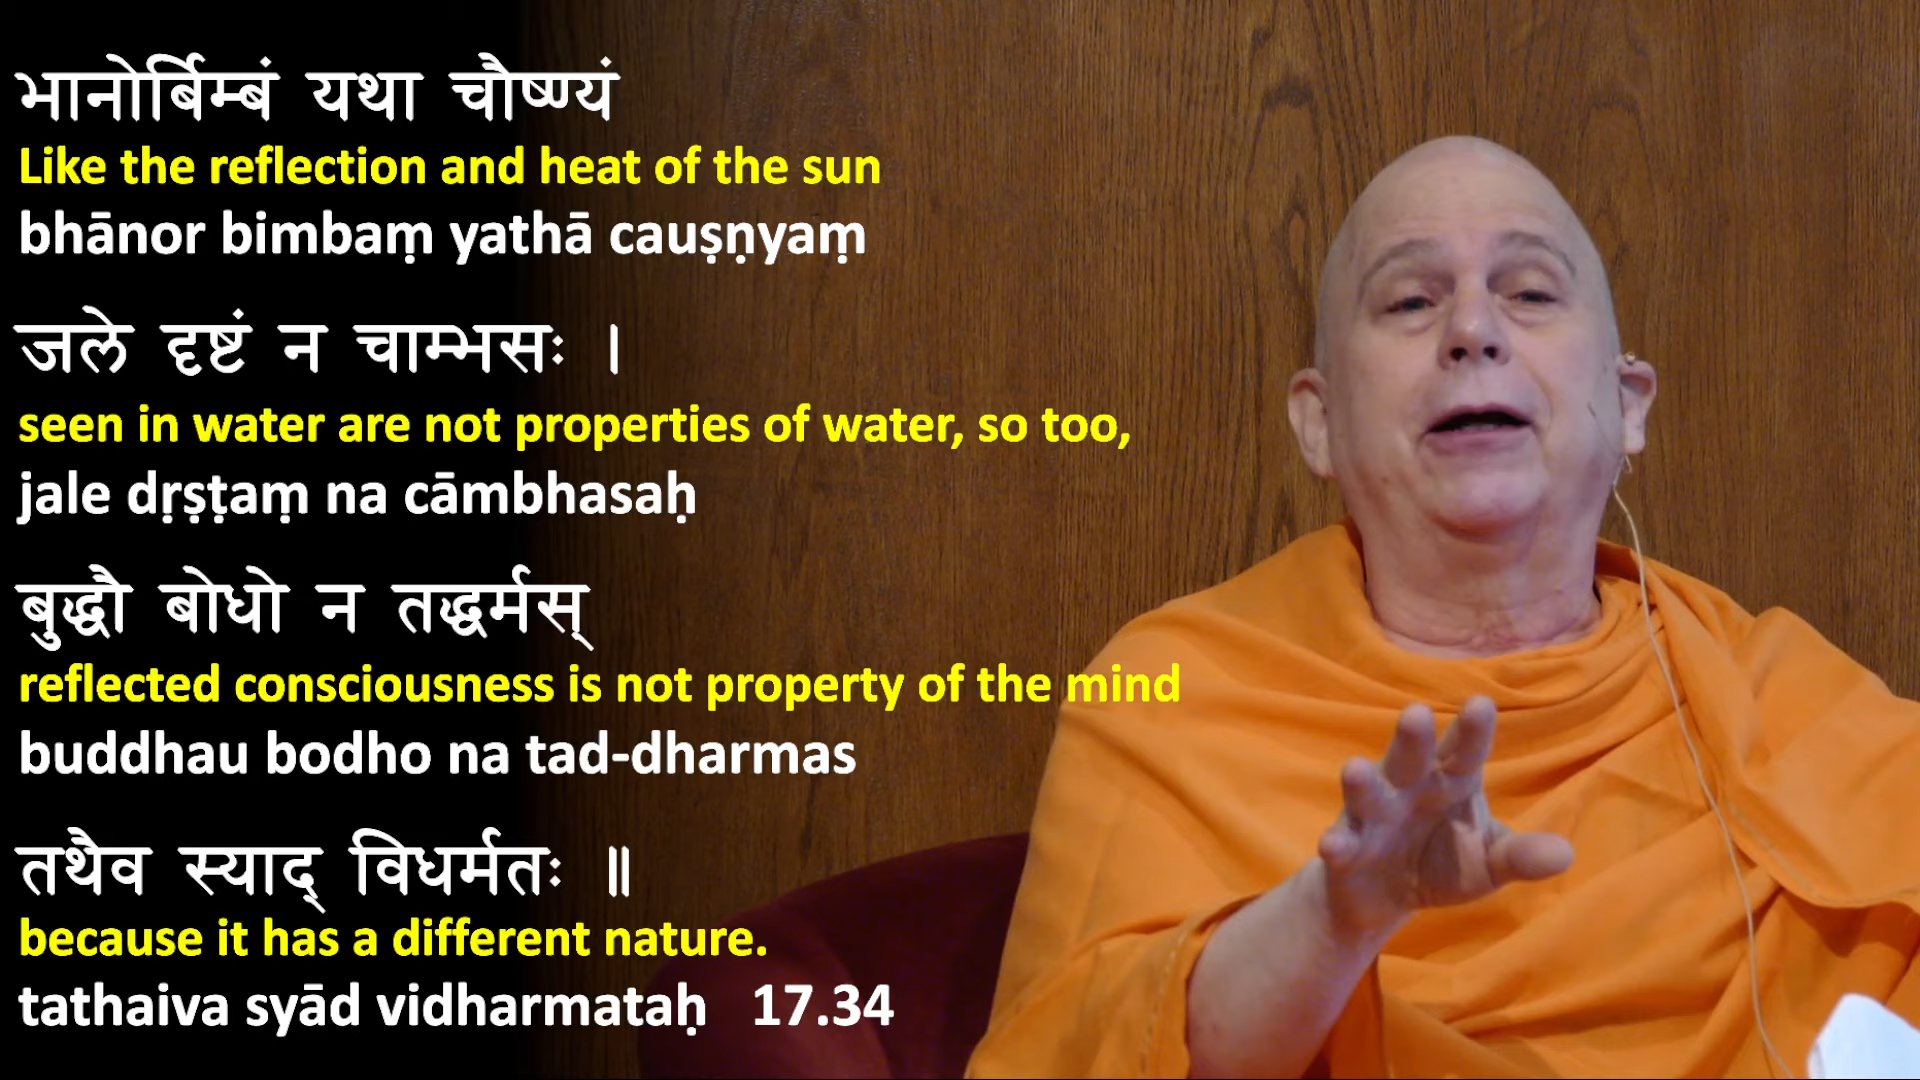 भानोर्बिम्बं यथा चौष्ण्यं
Like the reflection and heat of the sun
bhānor bimbaṃ yathā cauṣṇyaṃ
जले दृष्टं न चाम्भसः ।
seen in water are not properties of water, so too,
jale dṛṣṭaṃ na cāmbhasaḥ
बुद्धौ बोधो न तद्धर्मस्
reflected consciousness is not property of the mind
buddhau bodho na tad-dharmas
तथैव स्याद् विधर्मतः ॥
because it has a different nature.
tathaiva syād vidharmataḥ 17.34